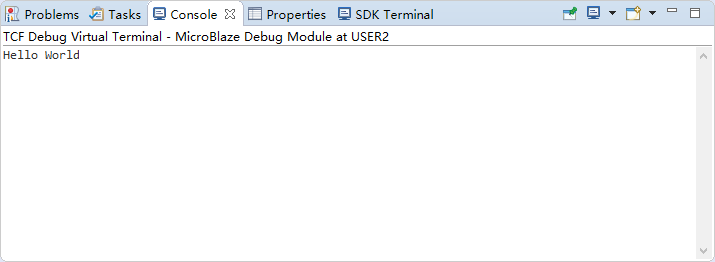 Problems Tasks Console Properties SDK Terminal
TCF Debug Virtual Terminal - MicroBlaze Debug Module at USER2
Hello World